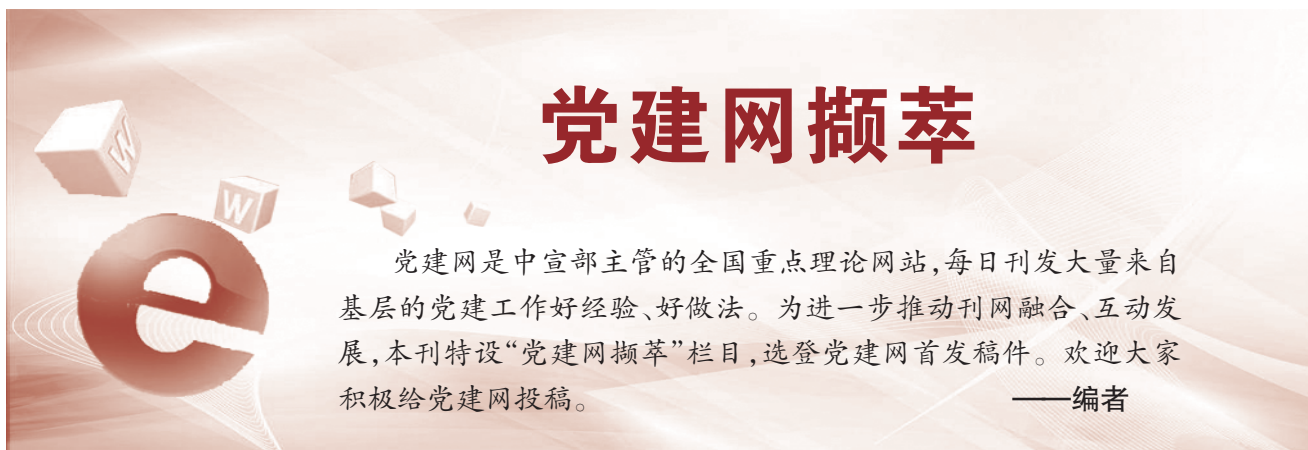 党建网撷萃
W
W
党建网是中宣部主管的全国重点理论网站,每日刊发大量来自
基层的党建工作好经验、好做法。为进一步推动刊网融合、互动发
展,本刊特设“党建网撷萃”栏目,选登党建网首发稿件。欢迎大家
积极给党建网投稿。
——编者
e